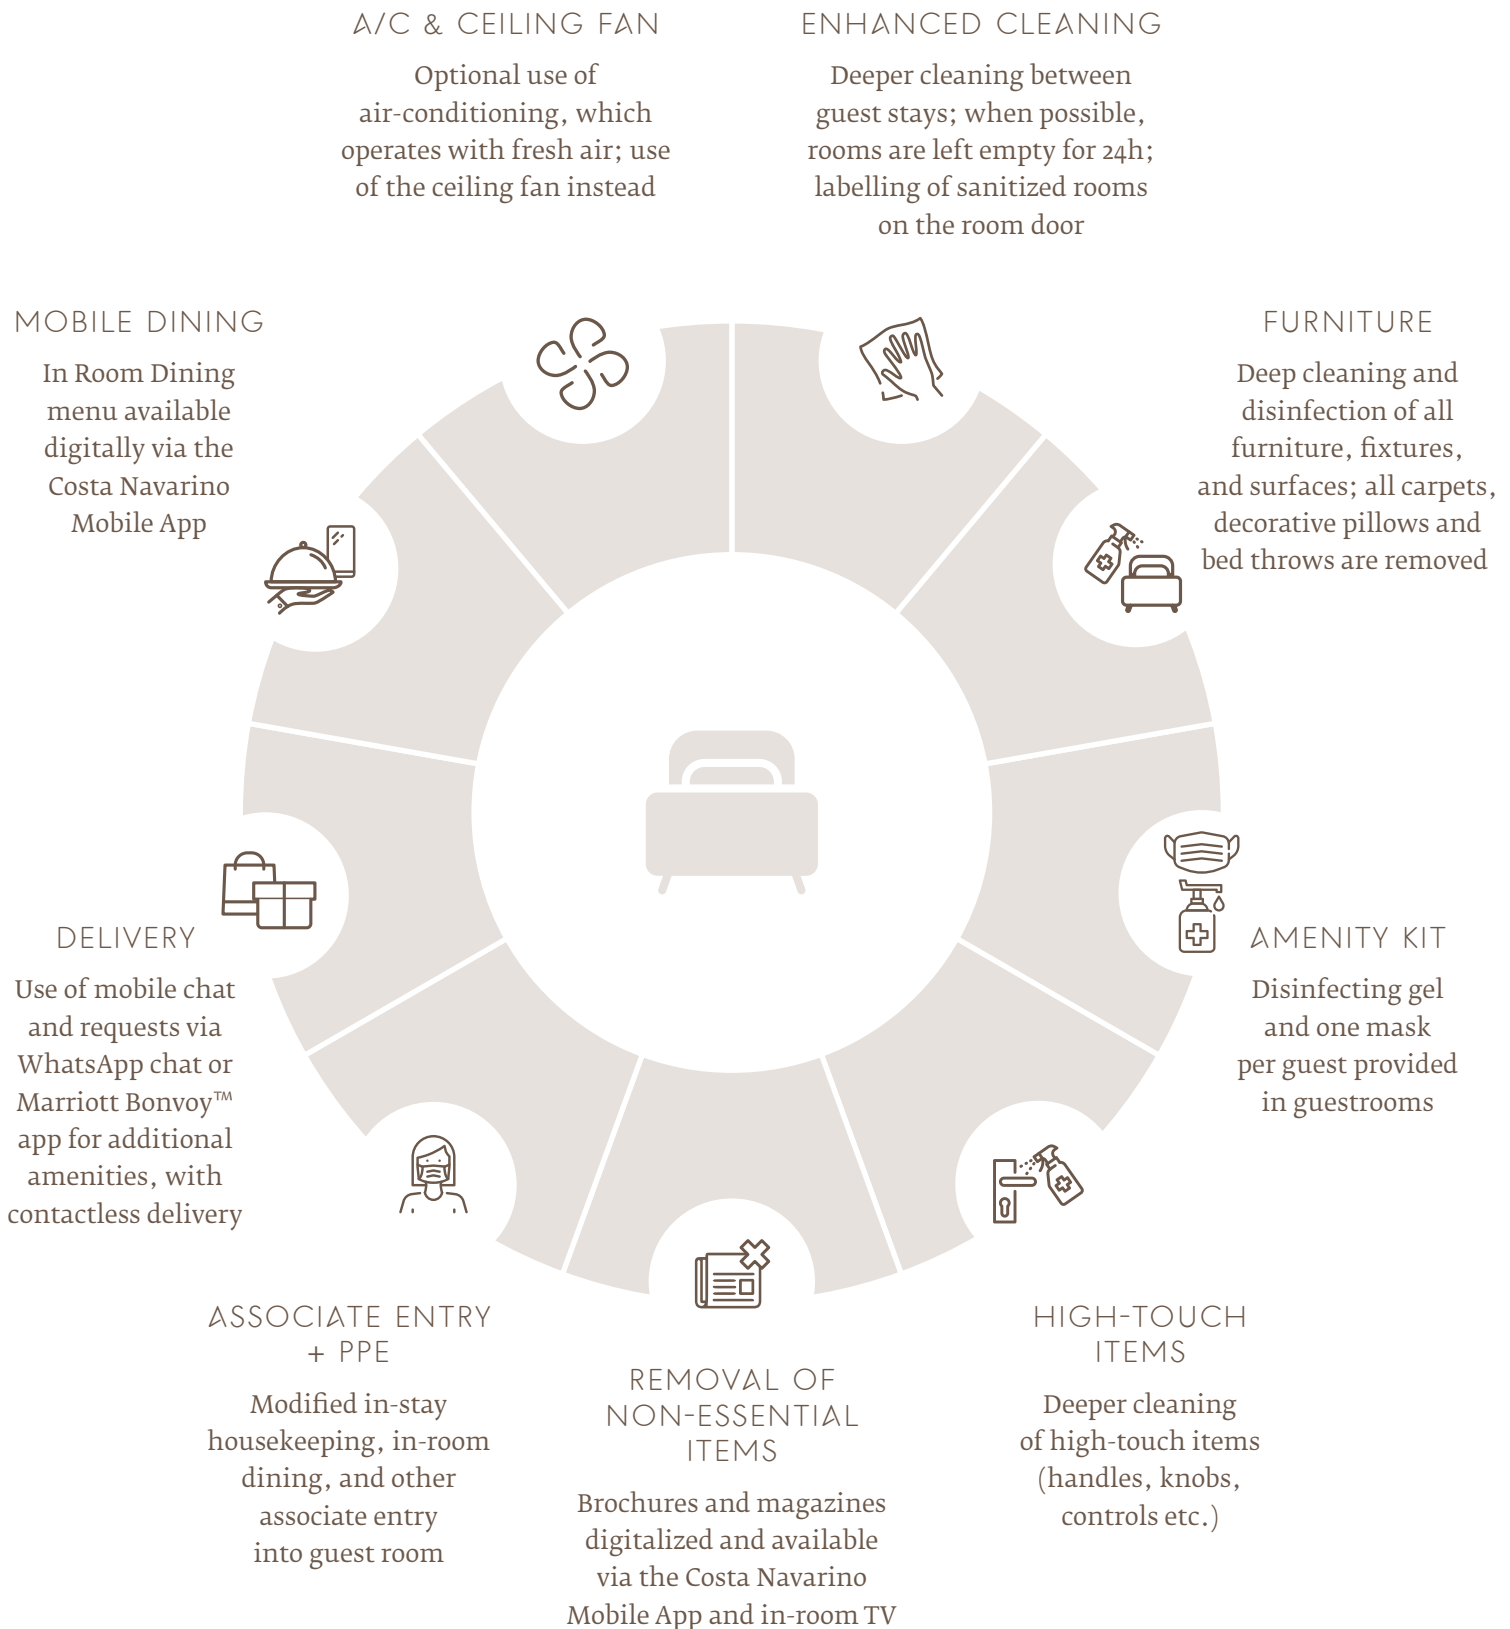 A/C & CEILING FAN
Optional use of
air-conditioning, which
operates with fresh air; use
of the ceiling fan instead
ENHANCED CLEANING
Deeper cleaning between
guest stays; when possible,
rooms are left empty for 24h;
labelling of sanitized rooms
on the room door
MOBILE DINING
In Room Dining
menu available
digitally via the
Costa Navarino
Mobile App
FURNITURE
Deep cleaning and
disinfection of all
furniture, fixtures,
and surfaces; all carpets,
decorative pillows and
bed throws are removed
DELIVERY
Use of mobile chat
and requests via
WhatsApp chat or
Marriott Bonvoy™
app for additional
amenities, with
contactless delivery
AMENITY KIT
Disinfecting gel
and one mask
per guest provided
in guestrooms
ASSOCIATE ENTRY
+ PPE
Modified in-stay
housekeeping, in-room
dining, and other
associate entry
into guest room
REMOVAL OF
NON-ESSENTIAL
ITEMS
Brochures and magazines
digitalized and available
via the Costa Navarino
Mobile App and in-room TV
HIGH-TOUCH
ITEMS
Deeper cleaning
of high-touch items
(handles, knobs,
controls etc.)